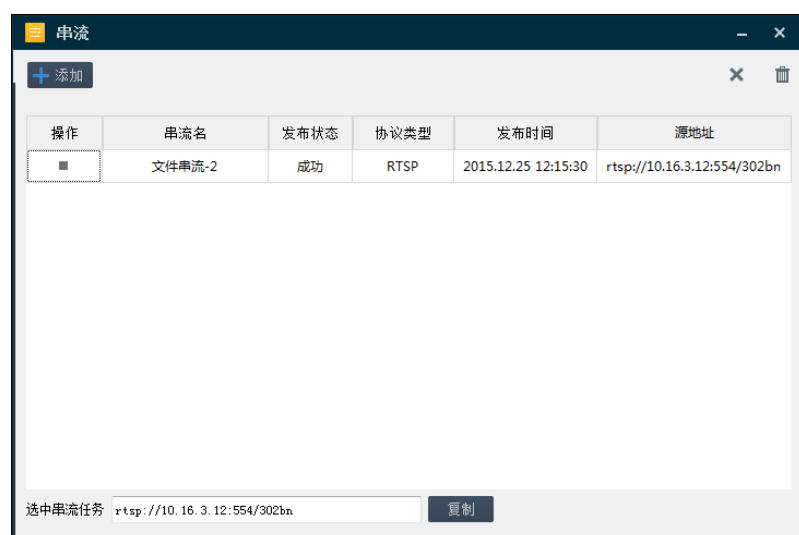 串流
添加
操作 串流名 发布状态 协议类型 发布时间 源地址
文件串流-2 成功 RTSP 2015.12.25 12:15:30 rtsp://10.16.3.12:554/302bn
选中串流任务 rtsp://10.16.3.12:554/302bn 复制